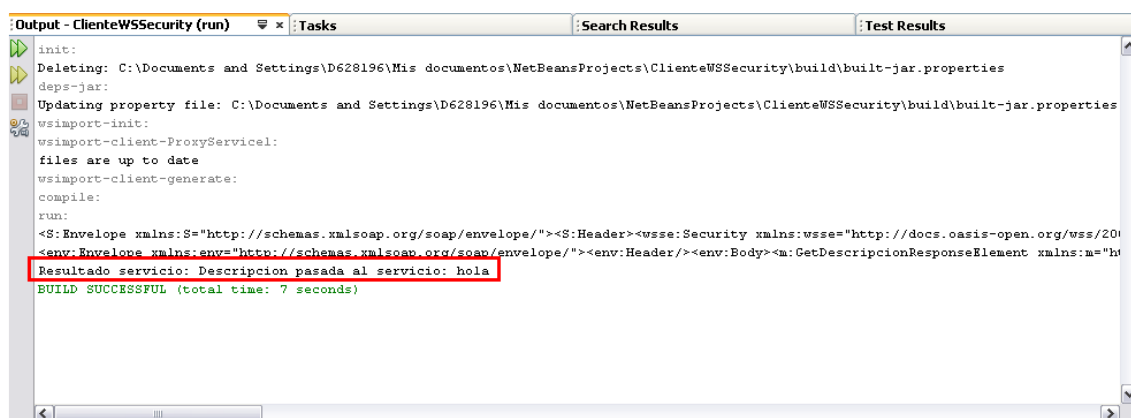 Output - ClienteWSSecurity (run) Tasks Search Results Test Results
init:
Deleting: C:\Documents and Settings\D628196\Mis documentos\NetBeansProjects\ClienteWSSecurity\build\built-jar.properties
deps-jar:
Updating property file: C:\Documents and Settings\D628196\Mis documentos\NetBeansProjects\ClienteWSSecurity\build\built-jar.properties
wsimport-init:
wsimport-client-ProxyService1:
files are up to date
wsimport-client-generate:
compile:
run:
<S:Envelope xmlns:S="http://schemas.xmlsoap.org/soap/envelope/"><S:Header><wsse:Security xmlns:wsse="http://docs.oasis-open.org/wss/200
<env:Envelope xmlns:env="http://schemas.xmlsoap.org/soap/envelope/"><env:Header/><env:Body><m:GetDescripcionResponseElement xmlns:m="ht
Resultado servicio: Descripcion pasada al servicio: hola
BUILD SUCCESSFUL (total time: 7 seconds)